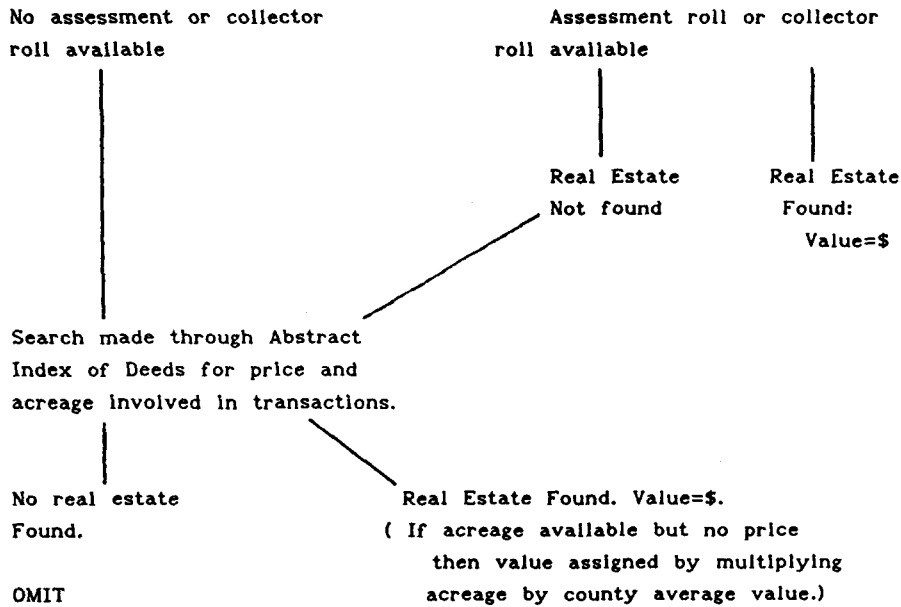 No assessment or collector
roll available
Assessment roll or collector
roll available
Real Estate
Not found
Real Estate
Found:
Value=$
Search made through Abstract
Index of Deeds for price and
acreage involved in transactions.
No real estate
Found.
OMIT
Real Estate Found. Value=$.
( If acreage available but no price
then value assigned by multiplying
acreage by county average value.)